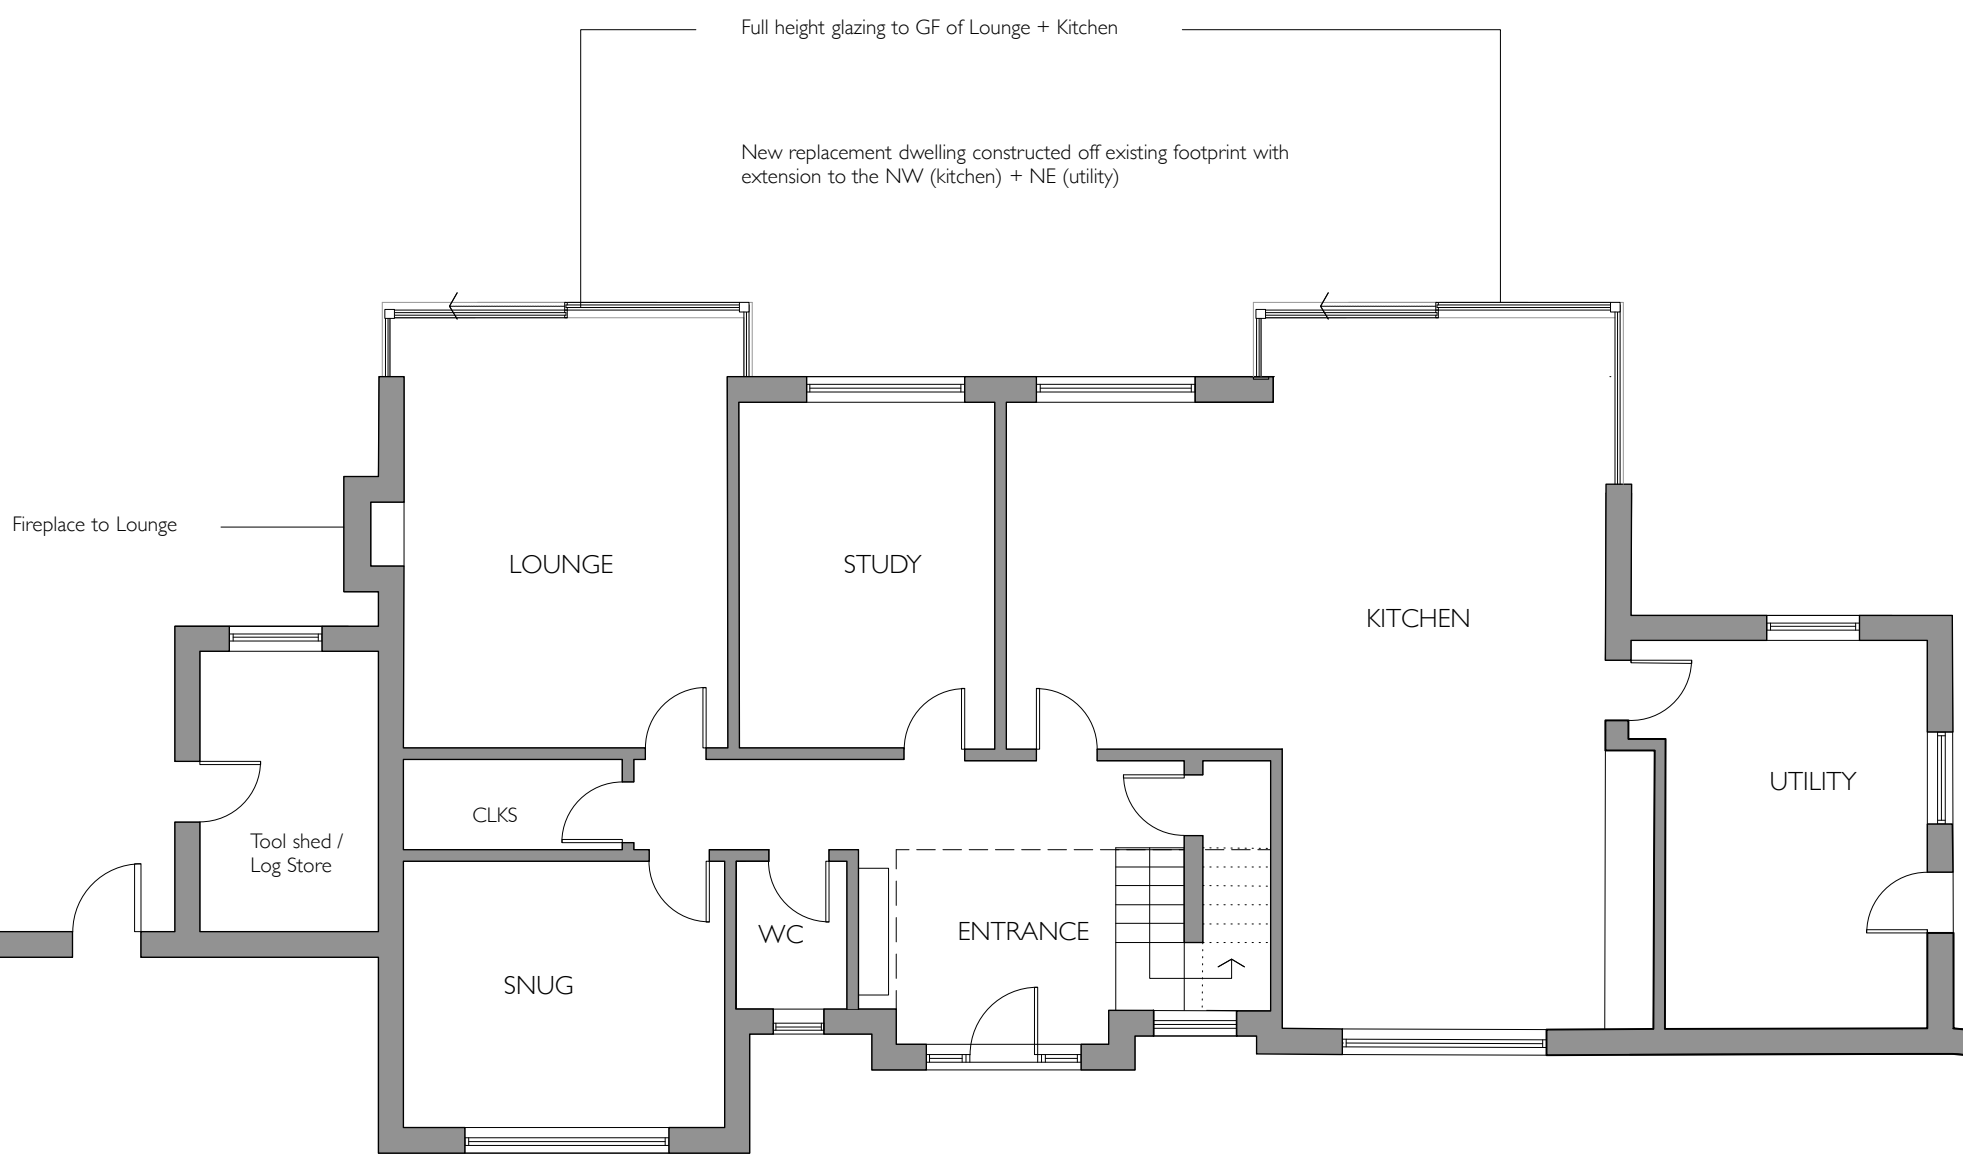 Full height glazing to GF of Lounge + Kitchen
New replacement dwelling constructed off existing footprint with
extension to the NW (kitchen) + NE (utility)
Fireplace to Lounge
LOUNGE
STUDY
KITCHEN
UTILITY
CLKS
Tool shed /
Log Store
WC
ENTRANCE
SNUG